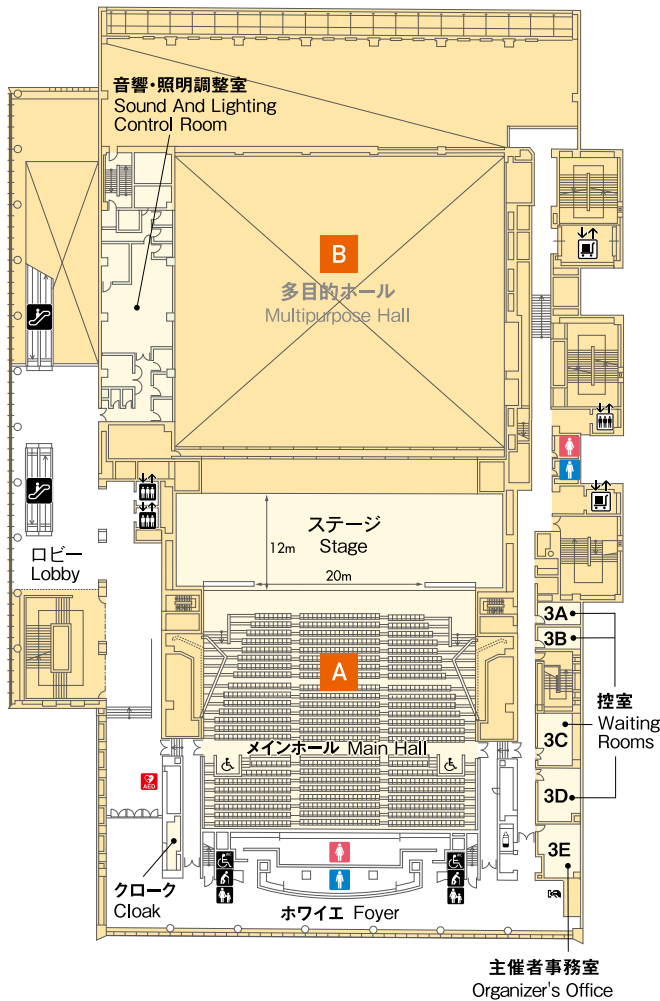 音響・照明調整室
Sound And Lighting
Control Room
B
多目的ホール
Multipurpose Hall
ステージ
Stage
12m
20m
ロビー
Lobby
3A
3B
A
控室
Waiting
Rooms
3C
メインホール Main Hall
AED
3D
3E
クローク
Cloak
ホワイエ Foyer
主催者事務室
Organizer's Office